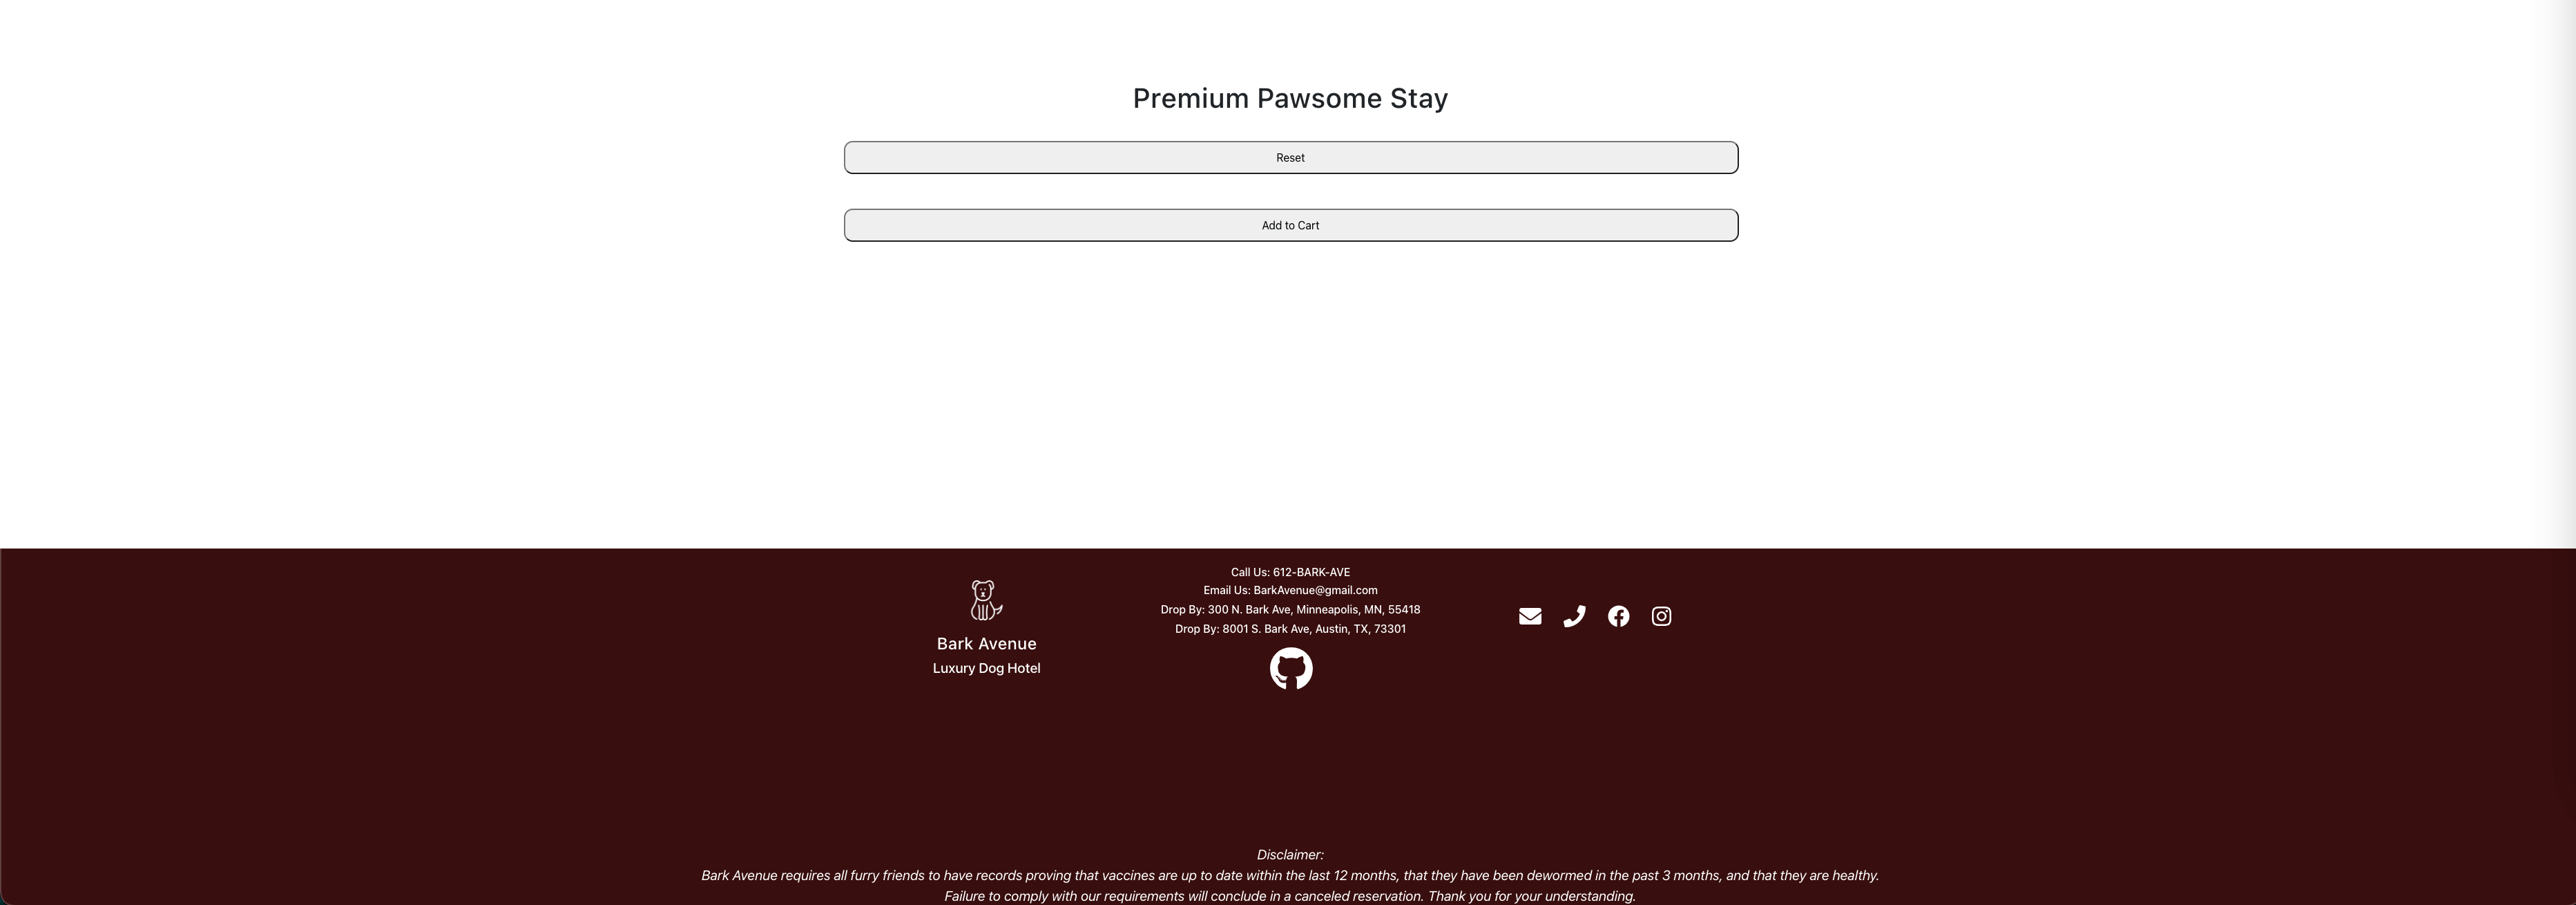 Premium Pawsome Stay
Reset
Add to Cart
Call Us: 612-BARK-AVE
Email Us: BarkAvenue@gmail.com
Drop By: 300 N. Bark Ave, Minneapolis, MN, 55418
Drop By: 8001 S. Bark Ave, Austin, TX, 73301
Bark Avenue
Luxury Dog Hotel
Disclaimer:
Bark Avenue requires all furry friends to have records proving that vaccines are up to date within the last 12 months, that they have been dewormed in the past 3 months, and that they are healthy.
Failure to comply with our requirements will conclude in a canceled reservation. Thank you for your understanding.